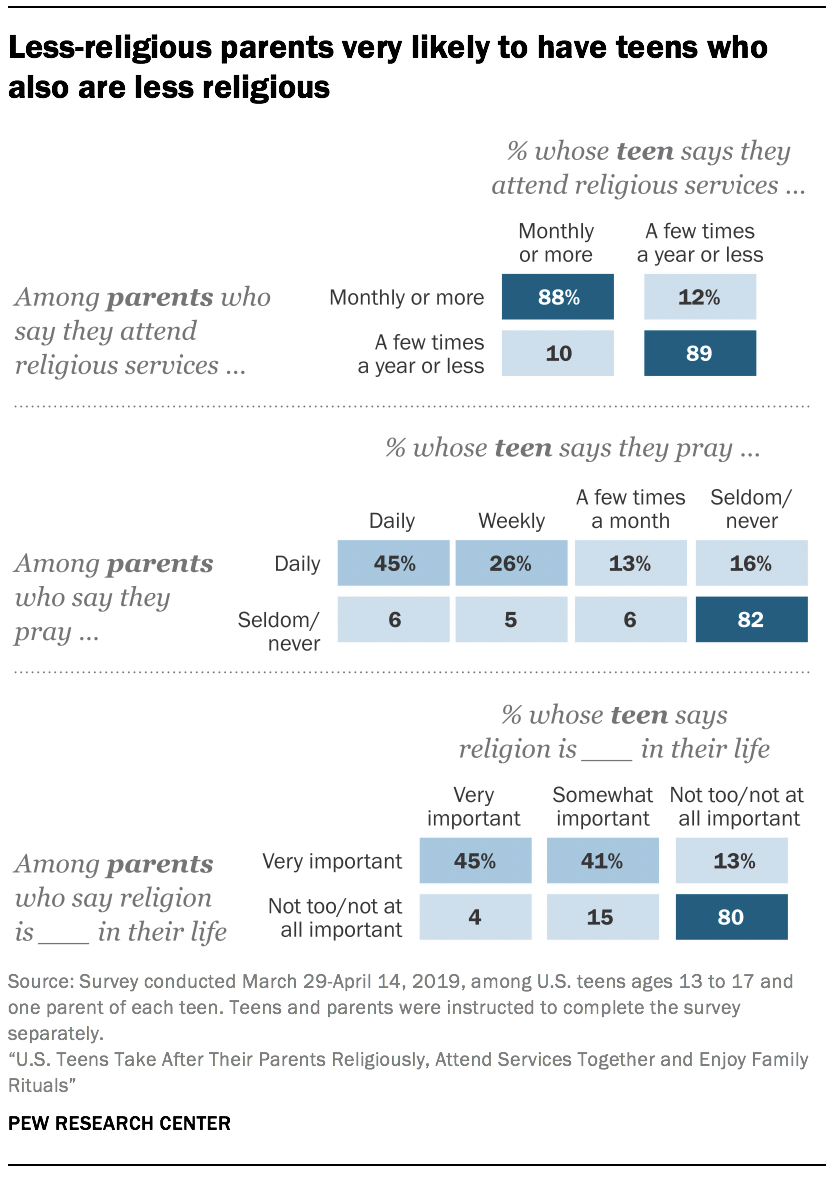 Less-religious parents very likely to have teens who
also are less religious
% whose teen says they
attend religious services ...
Monthly
or more
A few times
a year or less
Among parents who
say they attend
religious services ...
Monthly or more
88%
12%
A few times
a year or less
10
89
% whose teen says they pray ...
Daily
Weekly
A few times
a month
Seldom/
never
Among parents
who say they
pray ...
Daily
45%
26%
13%
16%
Seldom/
never
6
5
6
82
% whose teen says
religion is ___ in their life
Very
important
Somewhat
important
Not too/not at
all important
Among parents
who say religion
is ___ in their life
Very important
45%
41%
13%
Not too/not at
all important
4
15
80
Source: Survey conducted March 29-April 14, 2019, among U.S. teens ages 13 to 17 and
one parent of each teen. Teens and parents were instructed to complete the survey
separately.
“U.S. Teens Take After Their Parents Religiously, Attend Services Together and Enjoy Family
Rituals”
PEW RESEARCH CENTER